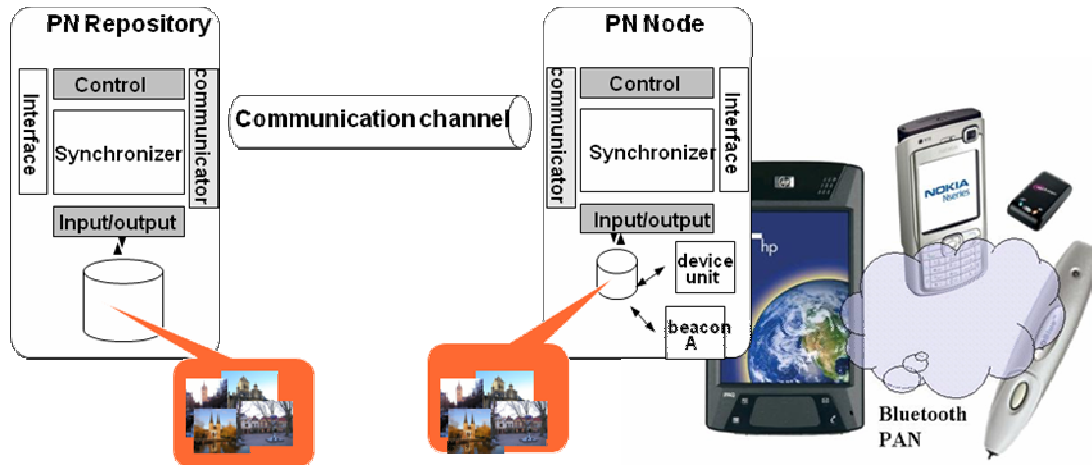 PN Repository
Interface
Control
Synchronizer
communicator
Input/output
Communication channel
PN Node
communicator
Control
Synchronizer
Interface
Input/output
device
unit
beacon
A
hp
hp
NOKIA
Nseries
Bluetooth
PAN